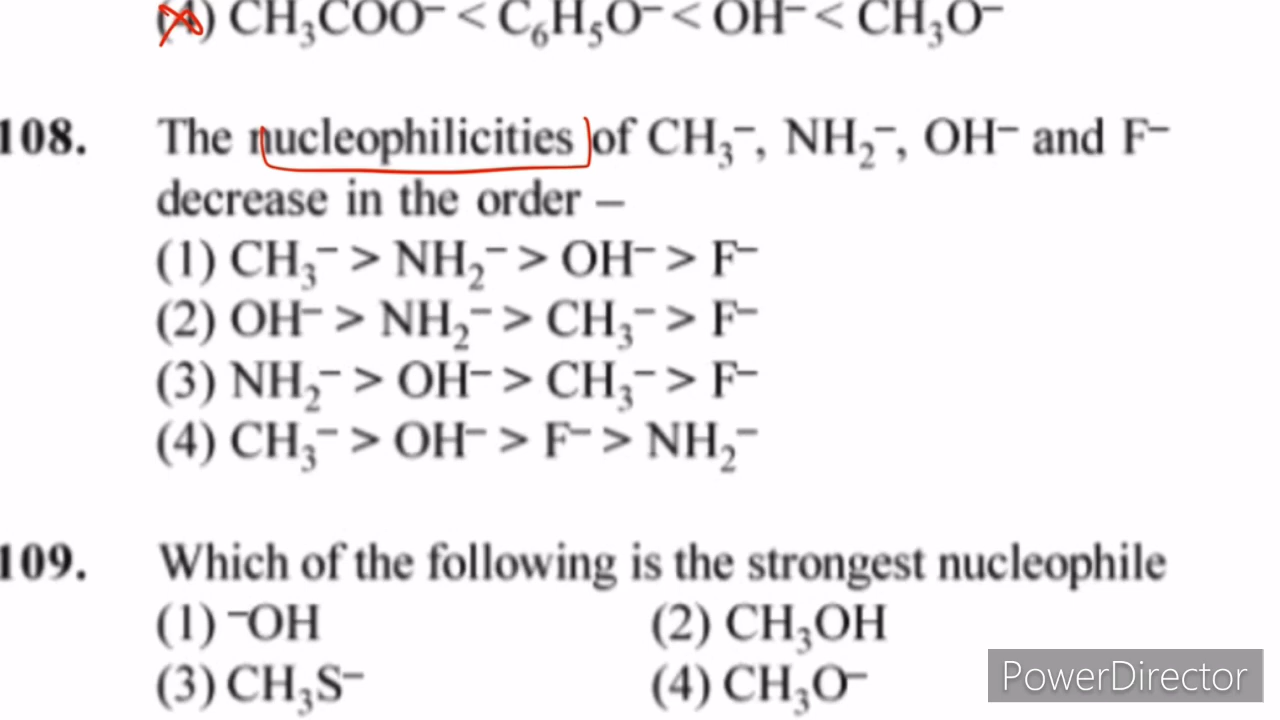 (4) CH₃COO⁻ < C₆H₅O⁻ < OH⁻ < CH₃O⁻
108. The nucleophilicities of CH₃⁻, NH₂⁻, OH⁻ and F⁻
decrease in the order –
(1) CH₃⁻ > NH₂⁻ > OH⁻ > F⁻
(2) OH⁻ > NH₂⁻ > CH₃⁻ > F⁻
(3) NH₂⁻ > OH⁻ > CH₃⁻ > F⁻
(4) CH₃⁻ > OH⁻ > F⁻ > NH₂⁻
109. Which of the following is the strongest nucleophile
(1) ⁻OH (2) CH₃OH
(3) CH₃S⁻ (4) CH₃O⁻
PowerDirector